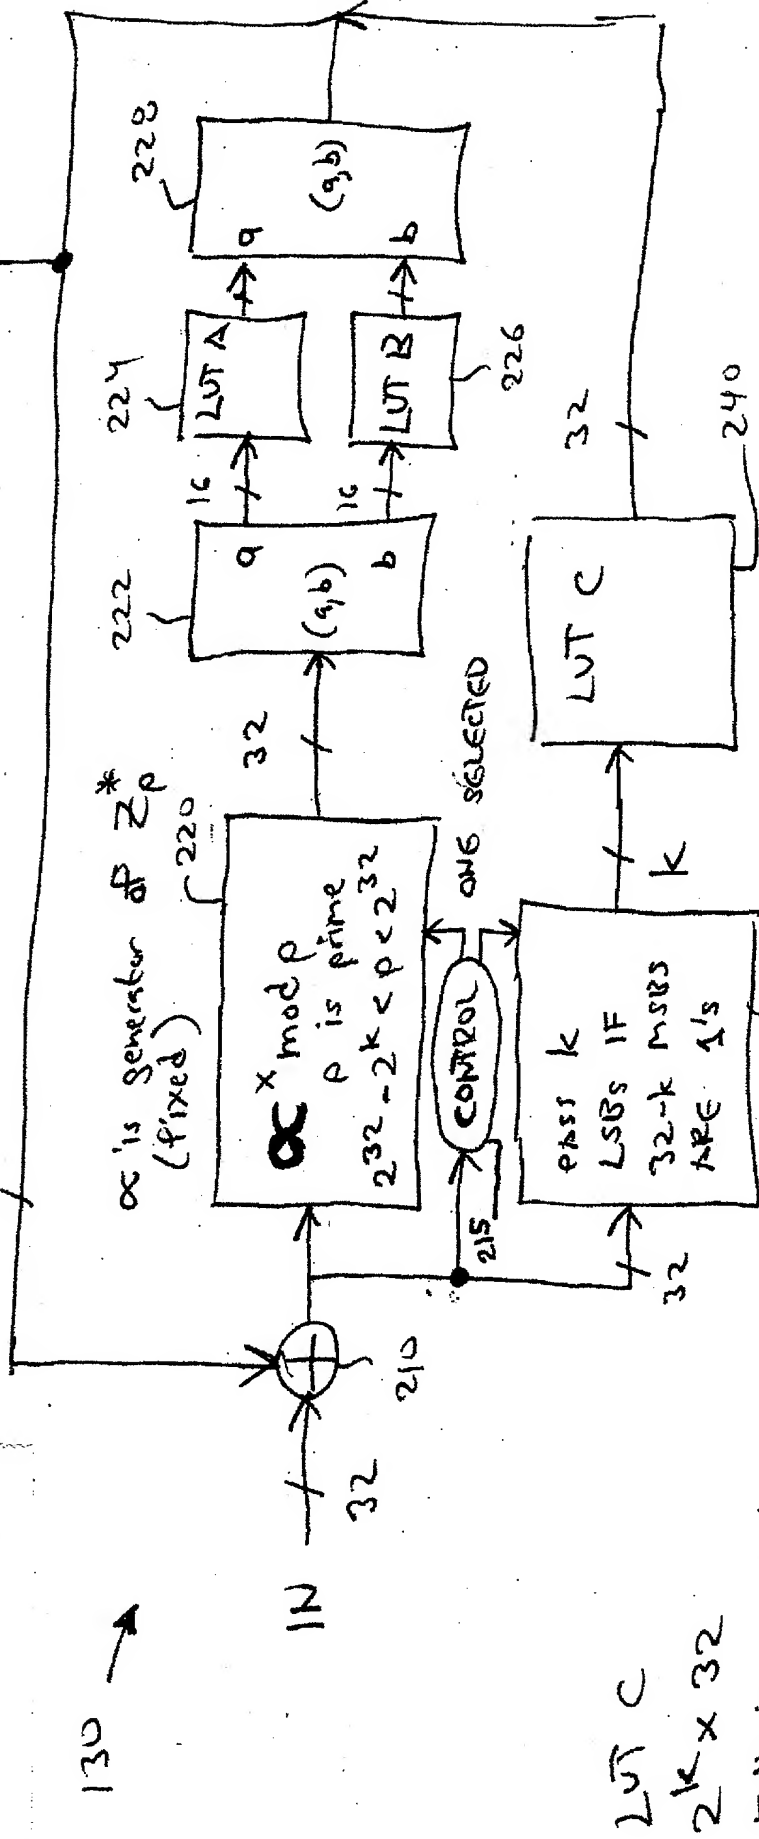 130
IN
32
210
α is generator of Z*p
(fixed)
220
α^x mod p
p is prime
2^32-2^k<p<2^32
32
222
a
(a,b)
b
16
16
224
LUT A
LUT B
226
228
a
(a,b)
b
215
CONTROL
ONE SELECTED
32
PASS k
LSBs IF
32-k MSBS
ARE 1's
k
LUT C
240
32
LUT C
2^k x 32